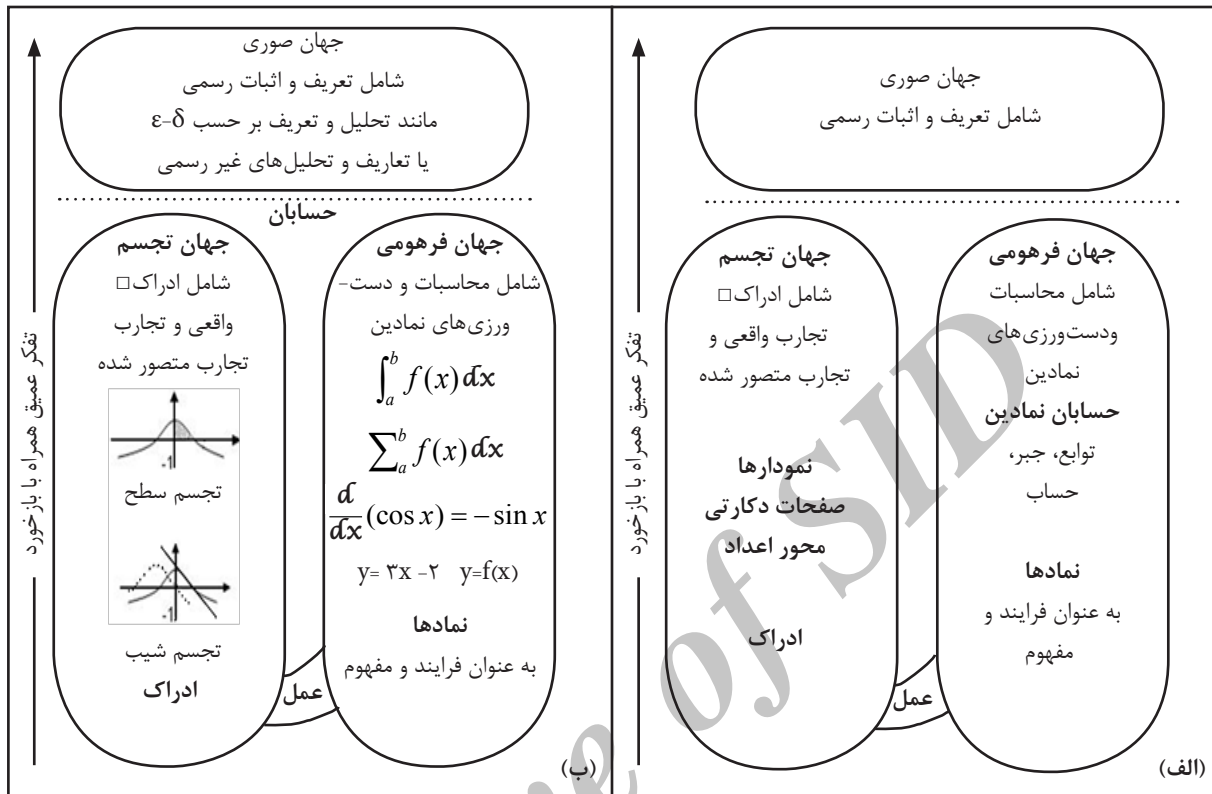 جهان صوری
شامل تعریف و اثبات رسمی
جهان فرهومی
شامل محاسبات
ودست‌ورزی‌های
نمادین
حسابان نمادین
توابع، جبر،
حساب
نمادها
به عنوان فرایند و
مفهوم
جهان تجسم
شامل ادراک□
تجارب واقعی و
تجارب متصور شده
نمودارها
صفحات دکارتی
محور اعداد
ادراک
عمل
تفکر عمیق همراه با بازخورد
(الف)
جهان صوری
شامل تعریف و اثبات رسمی
مانند تحلیل و تعریف بر حسب ε-δ
یا تعاریف و تحلیل‌های غیر رسمی
حسابان
جهان فرهومی
شامل محاسبات و دست-
ورزی‌های نمادین
∫_a^b f(x) dx
∑_a^b f(x) dx
d/dx (cos x) = −sin x
y= ۳x -۲ y=f(x)
نمادها
به عنوان فرایند و مفهوم
جهان تجسم
شامل ادراک□
واقعی و تجارب
تجارب متصور شده
-1
تجسم سطح
-1
تجسم شیب
ادراک
عمل
تفکر عمیق همراه با بازخورد
(ب)
of SID